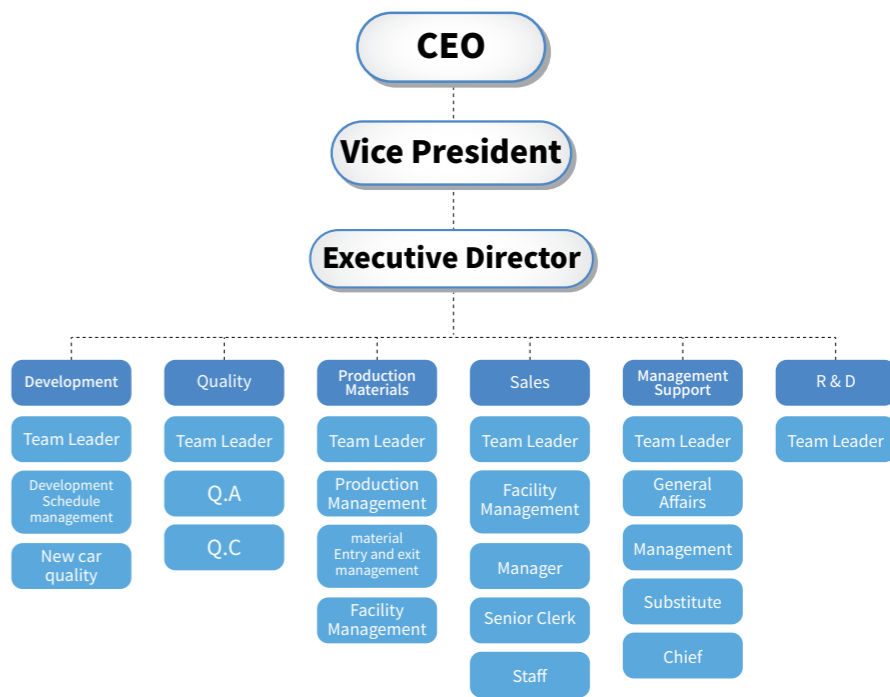 CEO
Vice President
Executive Director
Development
Team Leader
Development
Schedule
management
New car
quality
Quality
Team Leader
Q.A
Q.C
Production
Materials
Team Leader
Production
Management
material
Entry and exit
management
Facility
Management
Sales
Team Leader
Facility
Management
Manager
Senior Clerk
Staff
Management
Support
Team Leader
General
Affairs
Management
Substitute
Chief
R & D
Team Leader